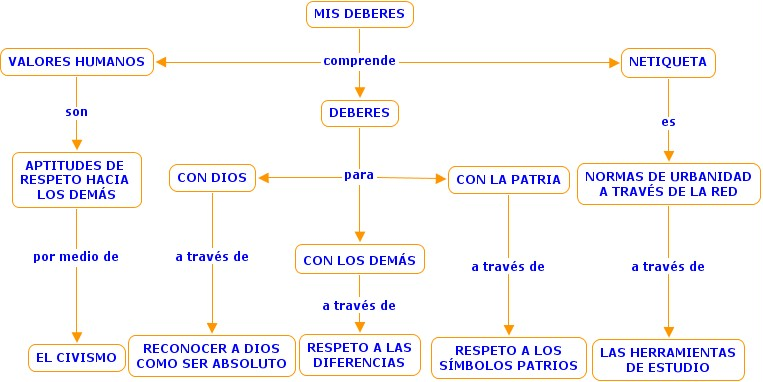 MIS DEBERES
VALORES HUMANOS
comprende
NETIQUETA
son
DEBERES
es
APTITUDES DE
RESPETO HACIA
LOS DEMÁS
CON DIOS
para
CON LA PATRIA
NORMAS DE URBANIDAD
A TRAVÉS DE LA RED
por medio de
a través de
CON LOS DEMÁS
a través de
a través de
a través de
EL CIVISMO
RECONOCER A DIOS
COMO SER ABSOLUTO
RESPETO A LAS
DIFERENCIAS
RESPETO A LOS
SÍMBOLOS PATRIOS
LAS HERRAMIENTAS
DE ESTUDIO